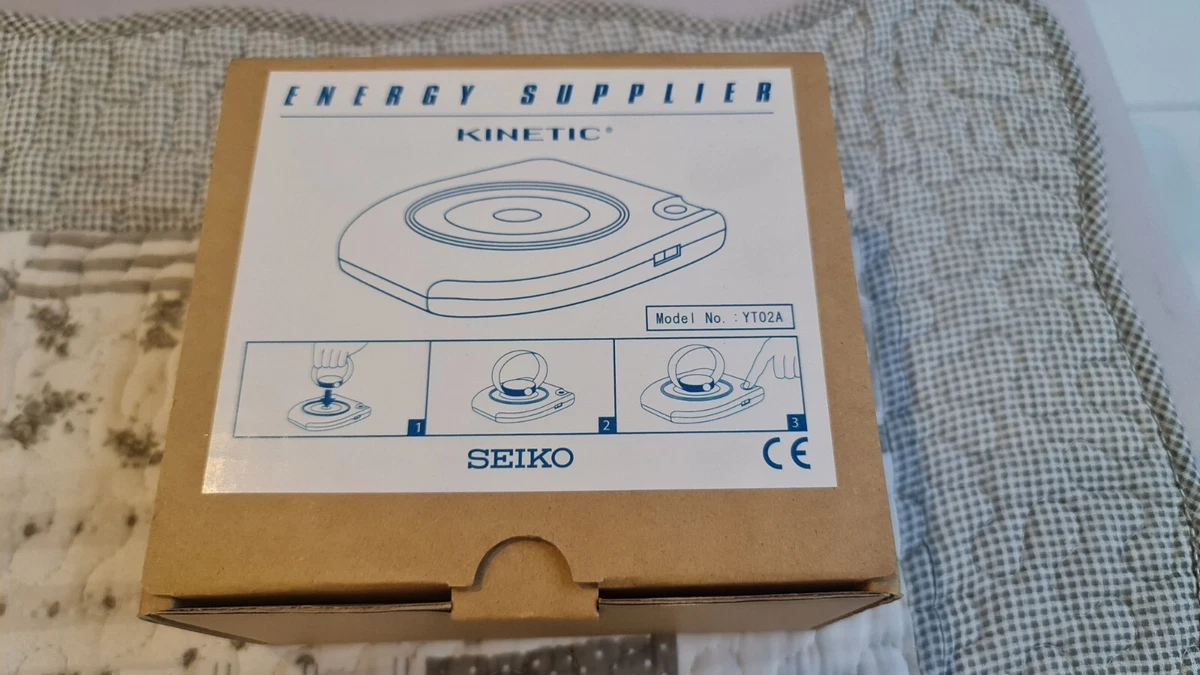 ENERGY SUPPLIER
KINETIC®
Model No. : YT02A
1
2
3
SEIKO
CE